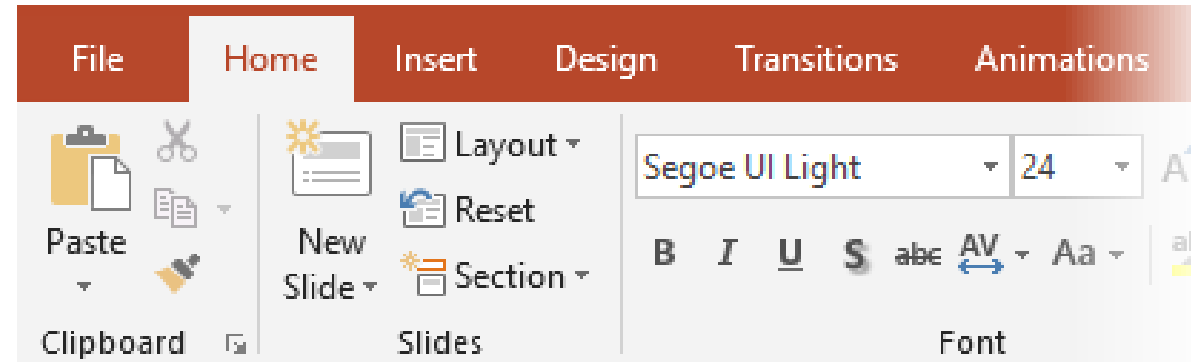 File Home Insert Design Transitions Animations
Layout
Segoe UI Light 24 A
Reset
Paste New Slide
B I U S abc AV Aa
Section
Clipboard Slides Font